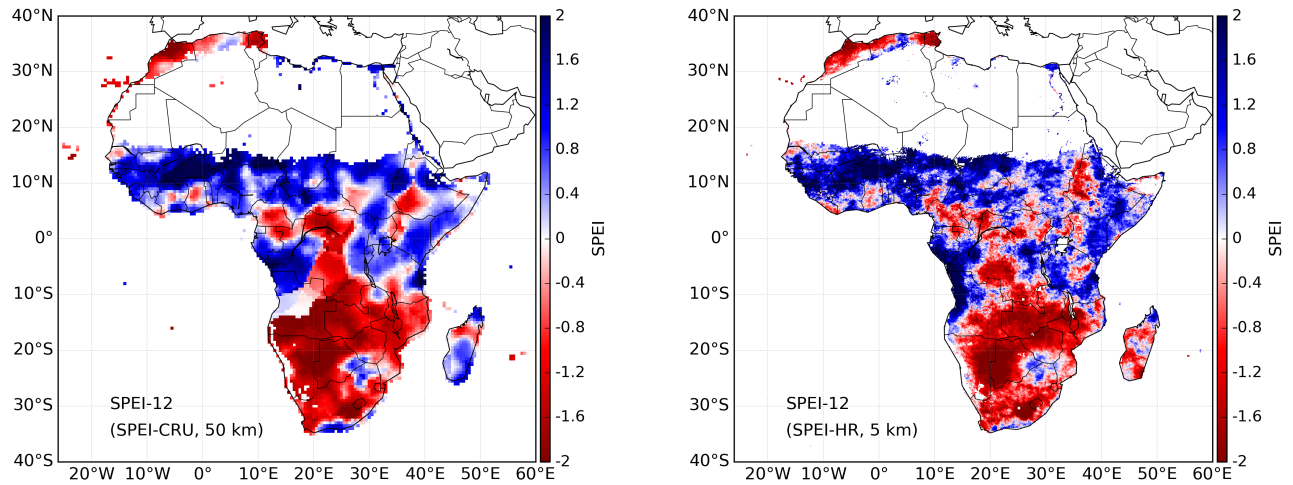 40°N
30°N
20°N
10°N
0°
10°S
20°S
30°S
40°S
20°W 10°W 0° 10°E 20°E 30°E 40°E 50°E 60°E
SPEI-12
(SPEI-CRU, 50 km)
2
1.6
1.2
0.8
0.4
0
-0.4
-0.8
-1.2
-1.6
-2
SPEI
40°N
30°N
20°N
10°N
0°
10°S
20°S
30°S
40°S
20°W 10°W 0° 10°E 20°E 30°E 40°E 50°E 60°E
SPEI-12
(SPEI-HR, 5 km)
2
1.6
1.2
0.8
0.4
0
-0.4
-0.8
-1.2
-1.6
-2
SPEI